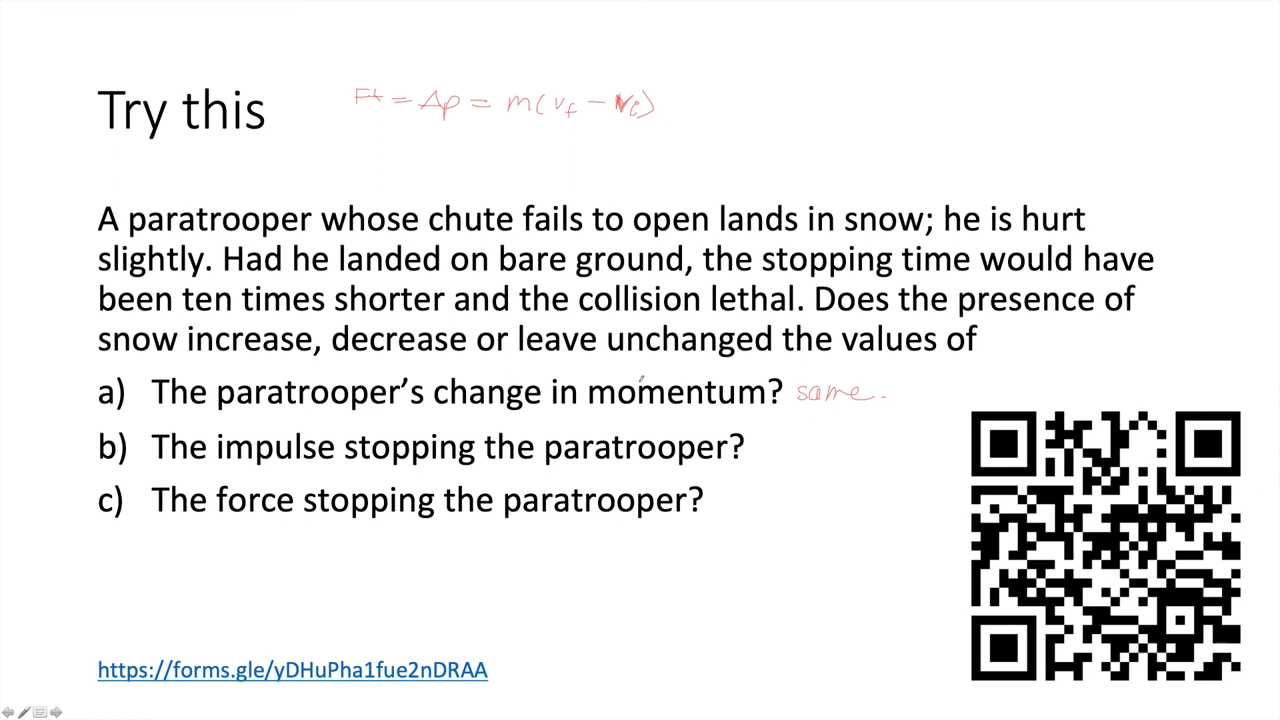 Try this
Ft = Δp = m(vf - vi)
A paratrooper whose chute fails to open lands in snow; he is hurt
slightly. Had he landed on bare ground, the stopping time would have
been ten times shorter and the collision lethal. Does the presence of
snow increase, decrease or leave unchanged the values of
a) The paratrooper’s change in momentum? same.
b) The impulse stopping the paratrooper?
c) The force stopping the paratrooper?
https://forms.gle/yDHuPha1fue2nDRAA